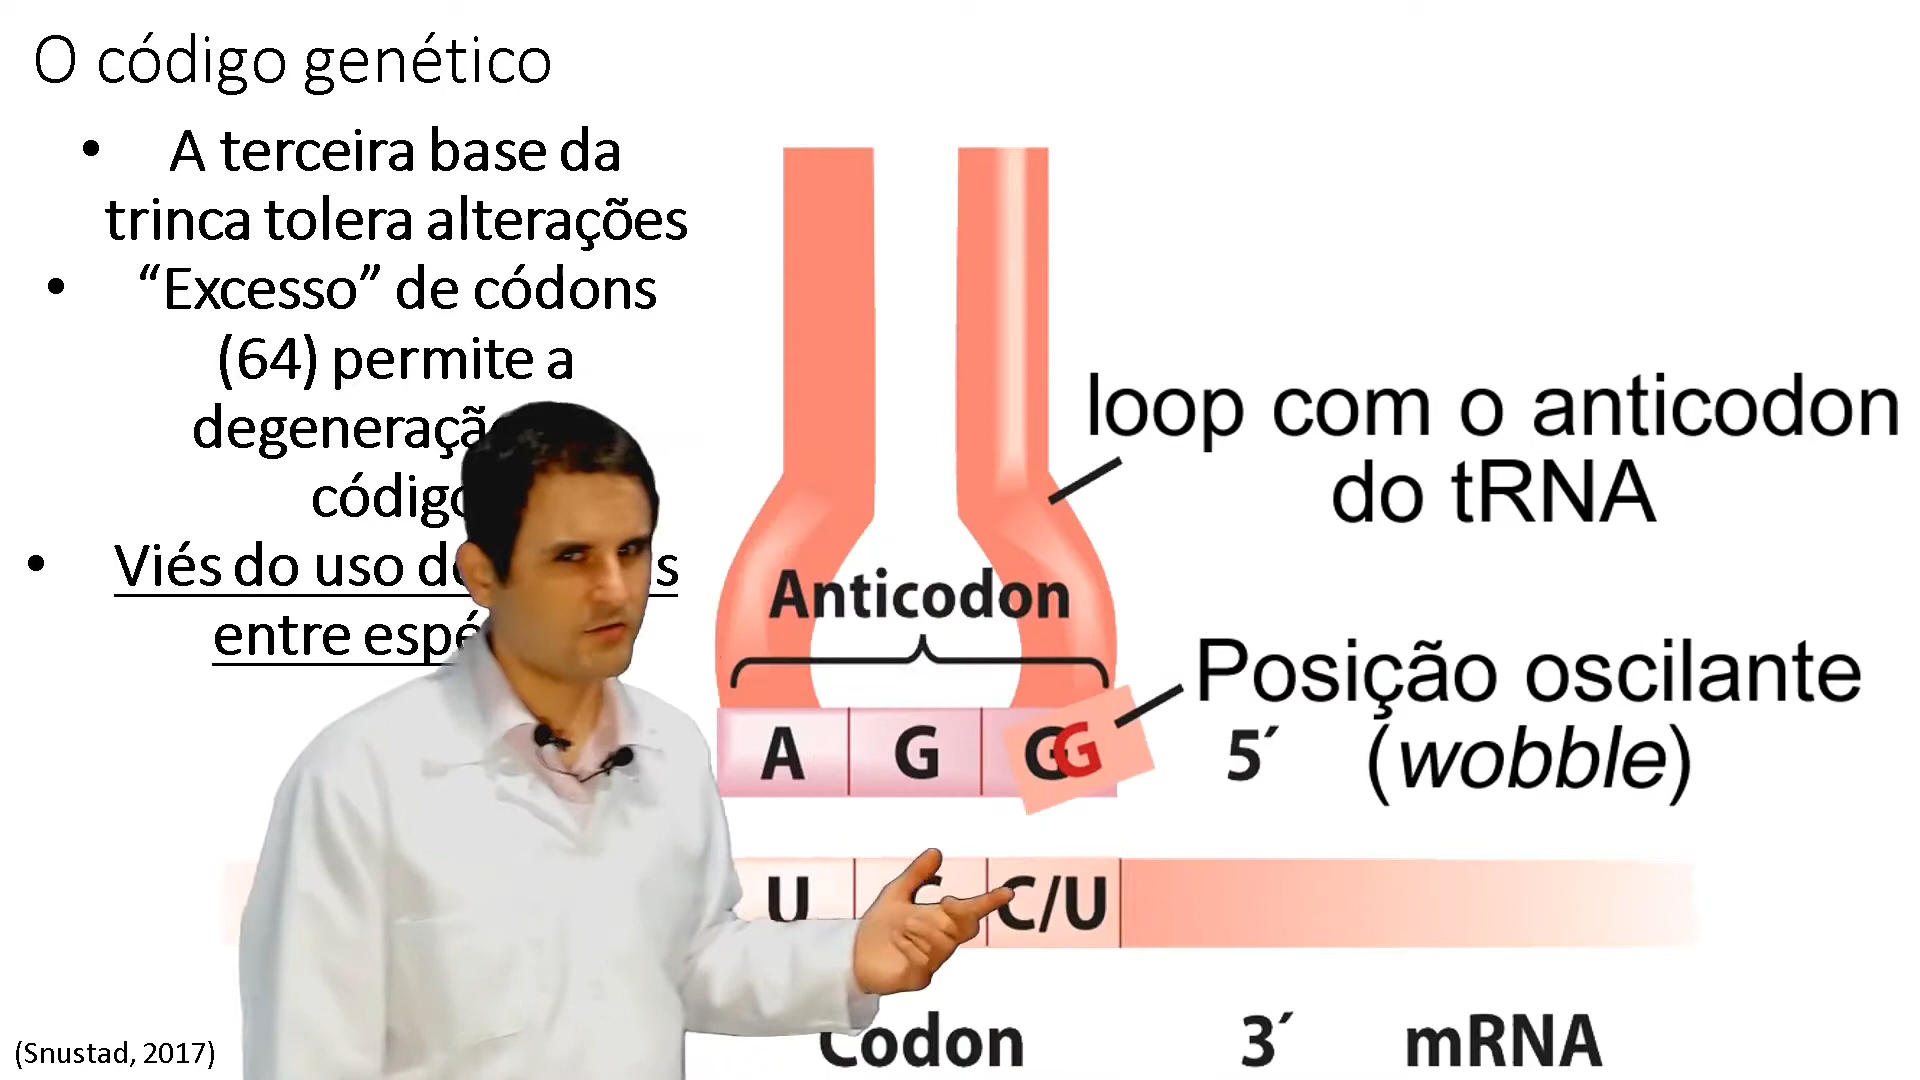 O código genético
• A terceira base da
trinca tolera alterações
• “Excesso” de códons
(64) permite a
degeneraçã
código
• Viés do uso d s
entre espé
loop com o anticodon
do tRNA
Anticodon
Posição oscilante
(wobble)
A G G G 5´
U C C/U
Codon 3´ mRNA
(Snustad, 2017)